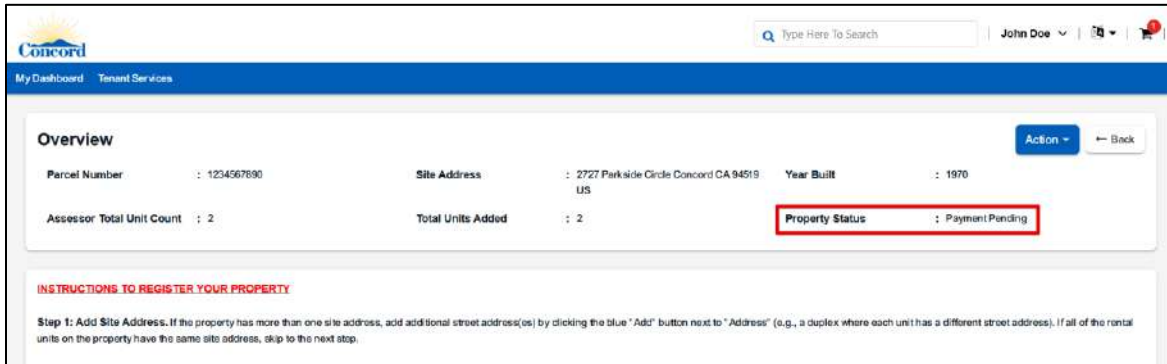 Concord
Type Here To Search
John Doe
1
My Dashboard Tenant Services
Overview
Action
← Back
Parcel Number : 1234567890
Site Address : 2727 Parkside Circle Concord CA 94519
US
Year Built : 1970
Assessor Total Unit Count : 2
Total Units Added : 2
Property Status : Payment Pending
INSTRUCTIONS TO REGISTER YOUR PROPERTY
Step 1: Add Site Address. If the property has more than one site address, add additional street address(es) by clicking the blue "Add" button next to "Address" (e.g., a duplex where each unit has a different street address). If all of the rental
units on the property have the same site address, skip to the next step.